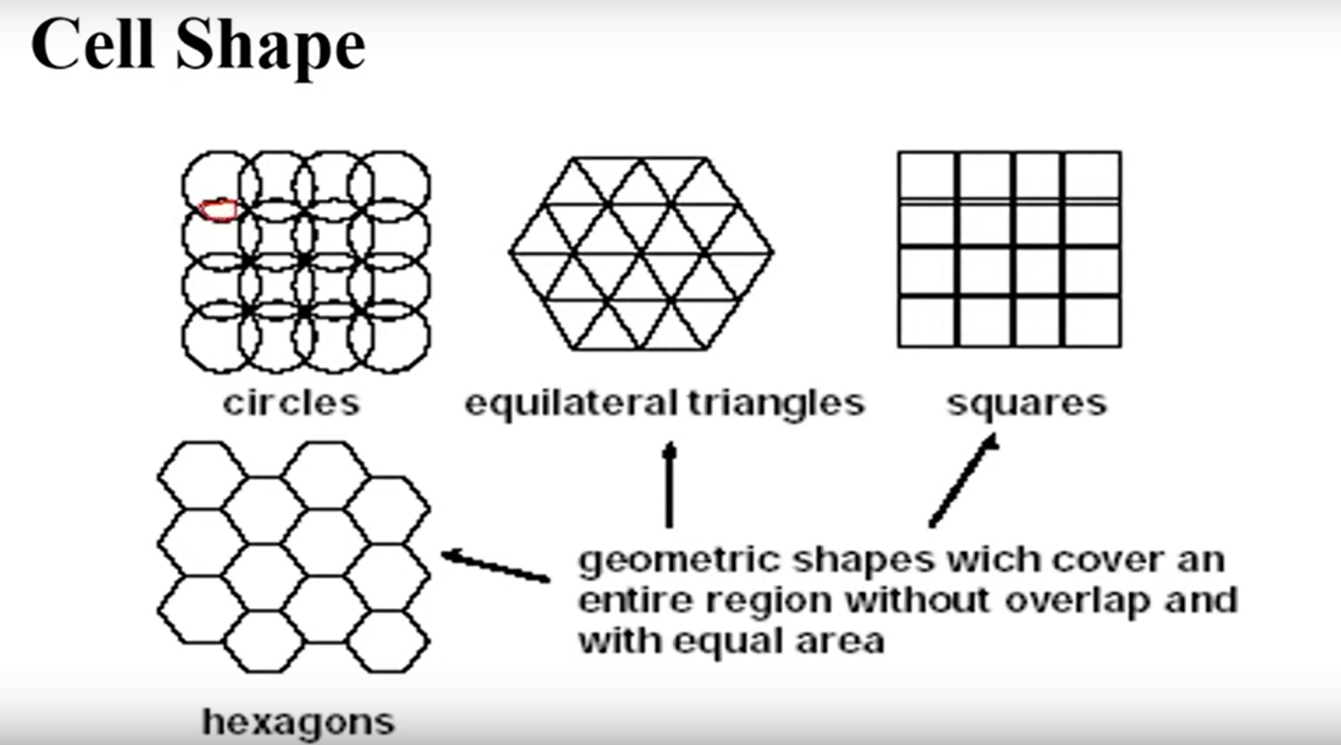 Cell Shape
circles
equilateral triangles
squares
geometric shapes wich cover an
entire region without overlap and
with equal area
hexagons